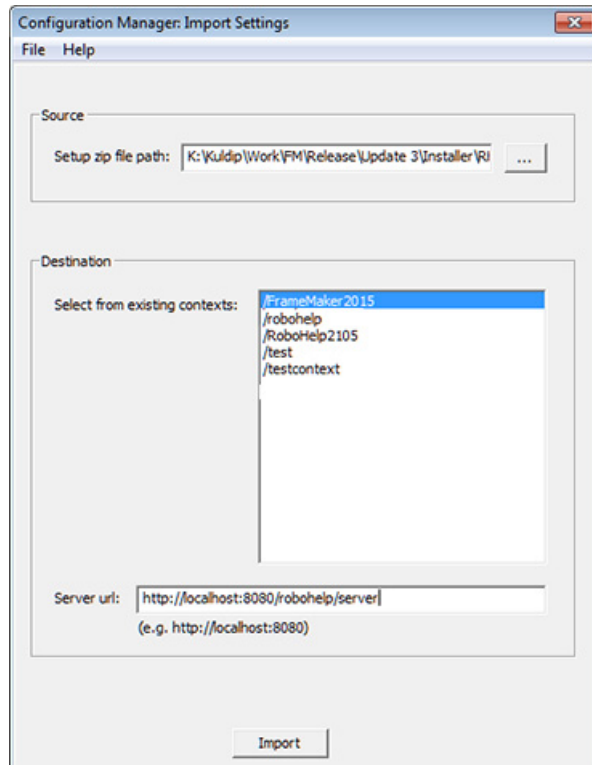 Configuration Manager: Import Settings
File Help
Source
Setup zip file path: K:\Kuldip\Work\FM\Release\Update 3\Installer\ ...
Destination
Select from existing contexts: /FrameMaker2015
/robohelp
/RoboHelp2105
/test
/testcontext
Server url: http://localhost:8080/robohelp/server
(e.g. http://localhost:8080)
Import